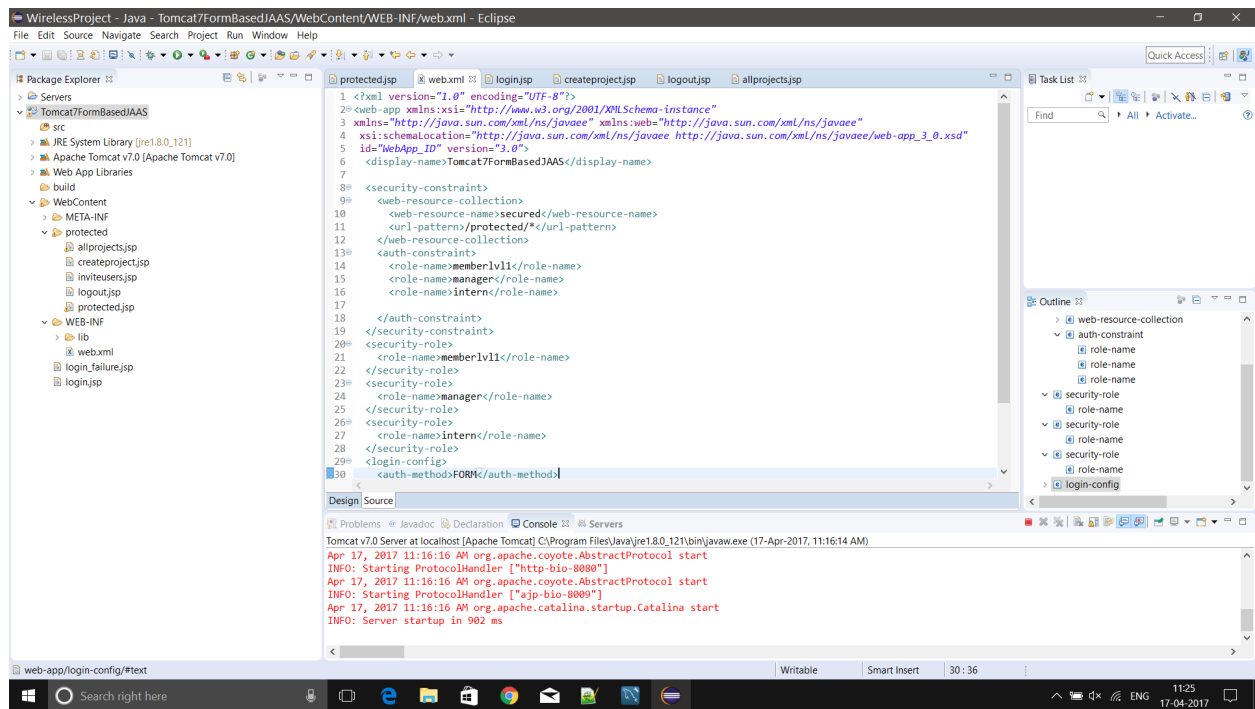 WirelessProject - Java - Tomcat7FormBasedJAAS/WebContent/WEB-INF/web.xml - Eclipse
File Edit Source Navigate Search Project Run Window Help
Quick Access
Package Explorer
Servers
Tomcat7FormBasedJAAS
src
JRE System Library [jre1.8.0_121]
Apache Tomcat v7.0 [Apache Tomcat v7.0]
Web App Libraries
build
WebContent
META-INF
protected
allprojects.jsp
createproject.jsp
inviteusers.jsp
logout.jsp
protected.jsp
WEB-INF
lib
web.xml
login_failure.jsp
login.jsp
protected.jsp web.xml login.jsp createproject.jsp logout.jsp allprojects.jsp
1 <?xml version="1.0" encoding="UTF-8"?>
2 <web-app xmlns:xsi="http://www.w3.org/2001/XMLSchema-instance"
3 xmlns="http://java.sun.com/xml/ns/javaee" xmlns:web="http://java.sun.com/xml/ns/javaee"
4 xsi:schemaLocation="http://java.sun.com/xml/ns/javaee http://java.sun.com/xml/ns/javaee/web-app_3_0.xsd"
5 id="WebApp_ID" version="3.0">
6 <display-name>Tomcat7FormBasedJAAS</display-name>
7
8 <security-constraint>
9 <web-resource-collection>
10 <web-resource-name>secured</web-resource-name>
11 <url-pattern>/protected/*</url-pattern>
12 </web-resource-collection>
13 <auth-constraint>
14 <role-name>memberlvl1</role-name>
15 <role-name>manager</role-name>
16 <role-name>intern</role-name>
17
18 </auth-constraint>
19 </security-constraint>
20 <security-role>
21 <role-name>memberlvl1</role-name>
22 </security-role>
23 <security-role>
24 <role-name>manager</role-name>
25 </security-role>
26 <security-role>
27 <role-name>intern</role-name>
28 </security-role>
29 <login-config>
30 <auth-method>FORM</auth-method>
Design Source
Task List
Find All Activate...
Outline
web-resource-collection
auth-constraint
role-name
role-name
role-name
security-role
role-name
security-role
role-name
security-role
role-name
login-config
Problems Javadoc Declaration Console Servers
Tomcat v7.0 Server at localhost [Apache Tomcat] C:\Program Files\Java\jre1.8.0_121\bin\javaw.exe (17-Apr-2017, 11:16:14 AM)
Apr 17, 2017 11:16:16 AM org.apache.coyote.AbstractProtocol start
INFO: Starting ProtocolHandler ["http-bio-8080"]
Apr 17, 2017 11:16:16 AM org.apache.coyote.AbstractProtocol start
INFO: Starting ProtocolHandler ["ajp-bio-8009"]
Apr 17, 2017 11:16:16 AM org.apache.catalina.startup.Catalina start
INFO: Server startup in 902 ms
web-app/login-config/#text Writable Smart Insert 30 : 36
Search right here ENG 11:25
17-04-2017